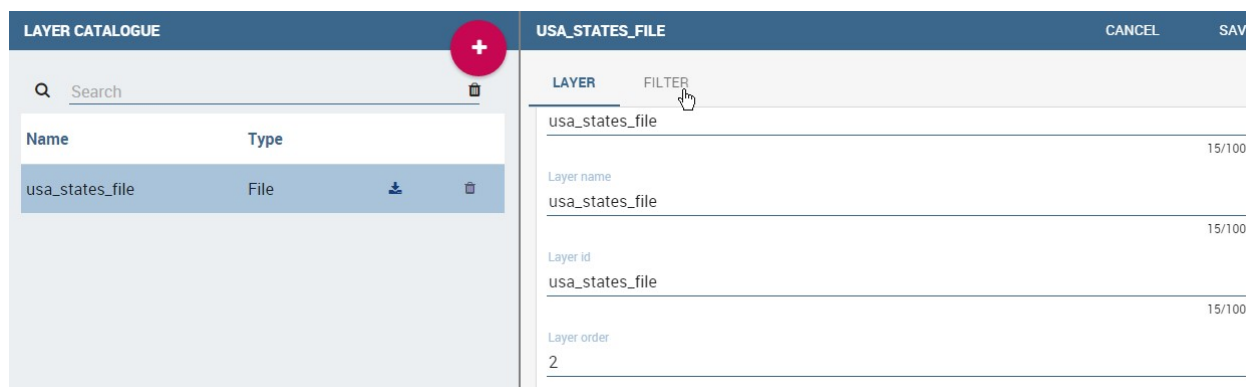 LAYER CATALOGUE
+
Search
Name Type
usa_states_file File
USA_STATES_FILE CANCEL SAV
LAYER FILTER
usa_states_file
15/100
Layer name
usa_states_file
15/100
Layer id
usa_states_file
15/100
Layer order
2